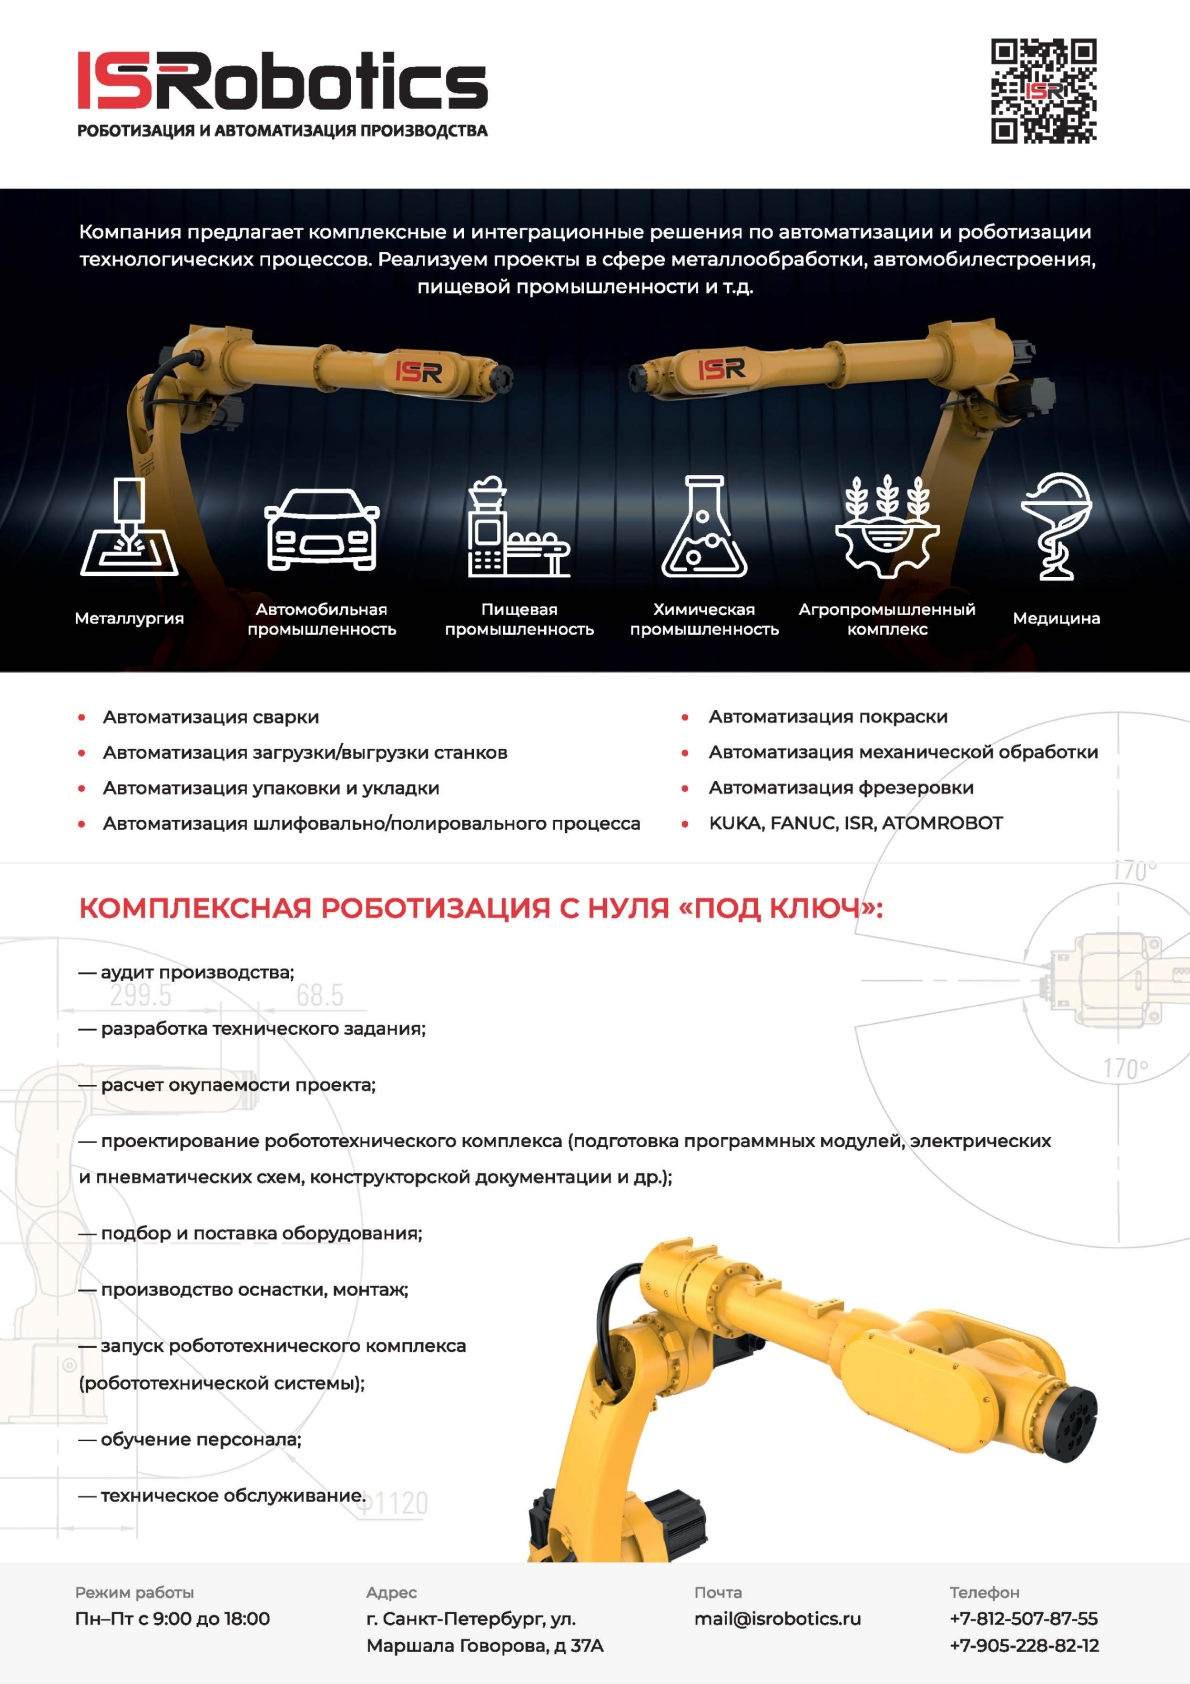 ISRobotics
РОБОТИЗАЦИЯ И АВТОМАТИЗАЦИЯ ПРОИЗВОДСТВА
ISR
Компания предлагает комплексные и интеграционные решения по автоматизации и роботизации
технологических процессов. Реализуем проекты в сфере металлообработки, автомобилестроения,
пищевой промышленности и т.д.
ISR
ISR
Металлургия
Автомобильная
промышленность
Пищевая
промышленность
Химическая
промышленность
Агропромышленный
комплекс
Медицина
• Автоматизация сварки
• Автоматизация загрузки/выгрузки станков
• Автоматизация упаковки и укладки
• Автоматизация шлифовально/полировального процесса
• Автоматизация покраски
• Автоматизация механической обработки
• Автоматизация фрезеровки
• KUKA, FANUC, ISR, ATOMROBOT
170°
КОМПЛЕКСНАЯ РОБОТИЗАЦИЯ С НУЛЯ «ПОД КЛЮЧ»:
— аудит производства;
299.5
68.5
— разработка технического задания;
170°
— расчет окупаемости проекта;
— проектирование робототехнического комплекса (подготовка программных модулей, электрических
и пневматических схем, конструкторской документации и др.);
— подбор и поставка оборудования;
— производство оснастки, монтаж;
— запуск робототехнического комплекса
(робототехнической системы);
— обучение персонала;
— техническое обслуживание.
Ф1120
Режим работы
Пн–Пт с 9:00 до 18:00
Адрес
г. Санкт-Петербург, ул.
Маршала Говорова, д 37А
Почта
mail@isrobotics.ru
Телефон
+7-812-507-87-55
+7-905-228-82-12